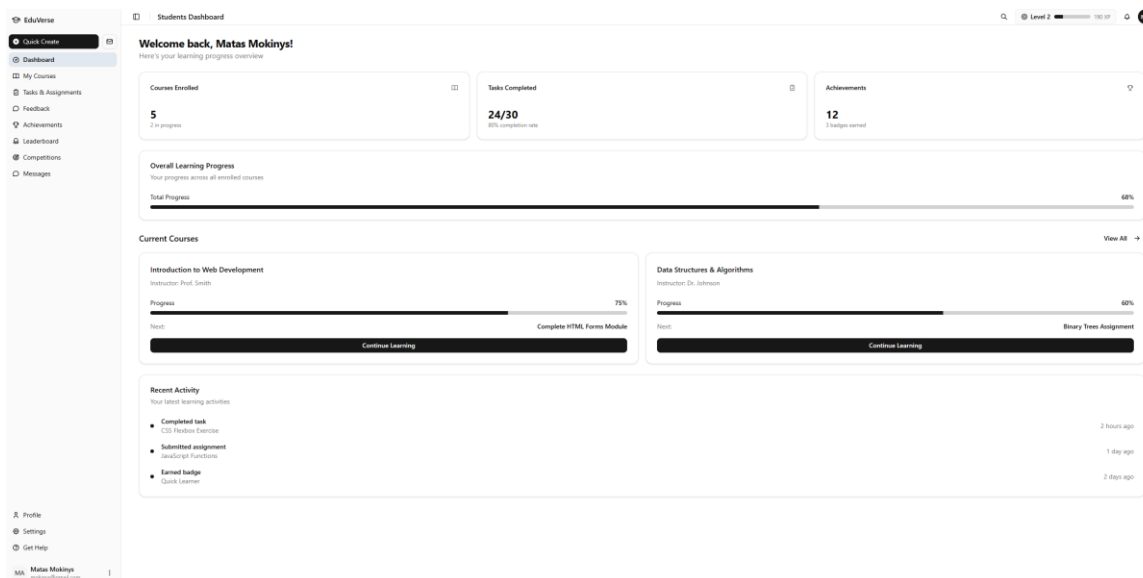 EduVerse
Students Dashboard
Level 2
190 XP
Quick Create
Dashboard
My Courses
Tasks & Assignments
Feedback
Achievements
Leaderboard
Competitions
Messages
Welcome back, Matas Mokinys!
Here's your learning progress overview
Courses Enrolled
5
2 in progress
Tasks Completed
24/30
80% completion rate
Achievements
12
3 badges earned
Overall Learning Progress
Your progress across all enrolled courses
Total Progress 68%
Current Courses View All →
Introduction to Web Development
Instructor: Prof. Smith
Progress 75%
Next: Complete HTML Forms Module
Continue Learning
Data Structures & Algorithms
Instructor: Dr. Johnson
Progress 60%
Next: Binary Trees Assignment
Continue Learning
Recent Activity
Your latest learning activities
Completed task
CSS Flexbox Exercise
2 hours ago
Submitted assignment
JavaScript Functions
1 day ago
Earned badge
Quick Learner
2 days ago
Profile
Settings
Get Help
MA
Matas Mokinys